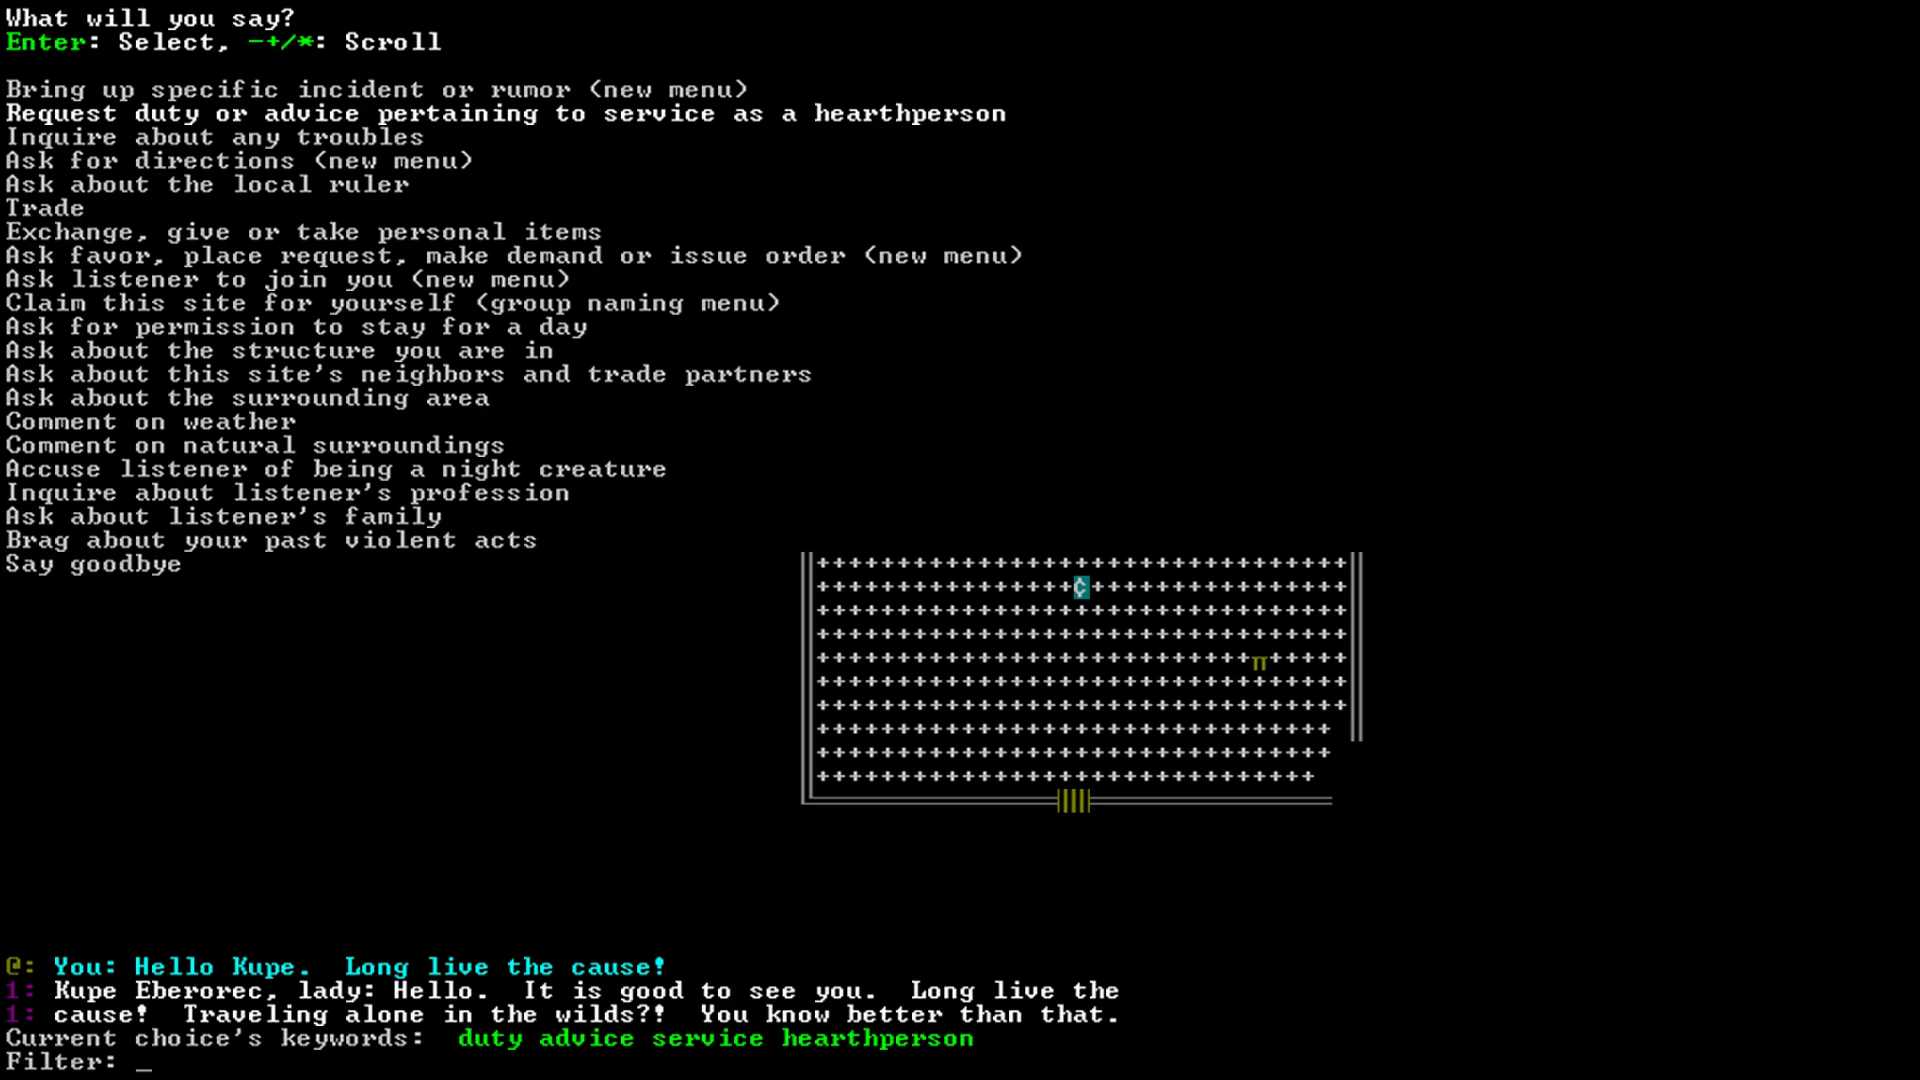 What will you say?
Enter: Select, -+/*: Scroll
Bring up specific incident or rumor (new menu)
Request duty or advice pertaining to service as a hearthperson
Inquire about any troubles
Ask for directions (new menu)
Ask about the local ruler
Trade
Exchange, give or take personal items
Ask favor, place request, make demand or issue order (new menu)
Ask listener to join you (new menu)
Claim this site for yourself (group naming menu)
Ask for permission to stay for a day
Ask about the structure you are in
Ask about this site's neighbors and trade partners
Ask about the surrounding area
Comment on weather
Comment on natural surroundings
Accuse listener of being a night creature
Inquire about listener's profession
Ask about listener's family
Brag about your past violent acts
Say goodbye
@: You: Hello Kupe.  Long live the cause!
1: Kupe Eberorec, lady: Hello.  It is good to see you.  Long live the
1: cause!  Traveling alone in the wilds?!  You know better than that.
Current choice's keywords:  duty advice service hearthperson
Filter: _